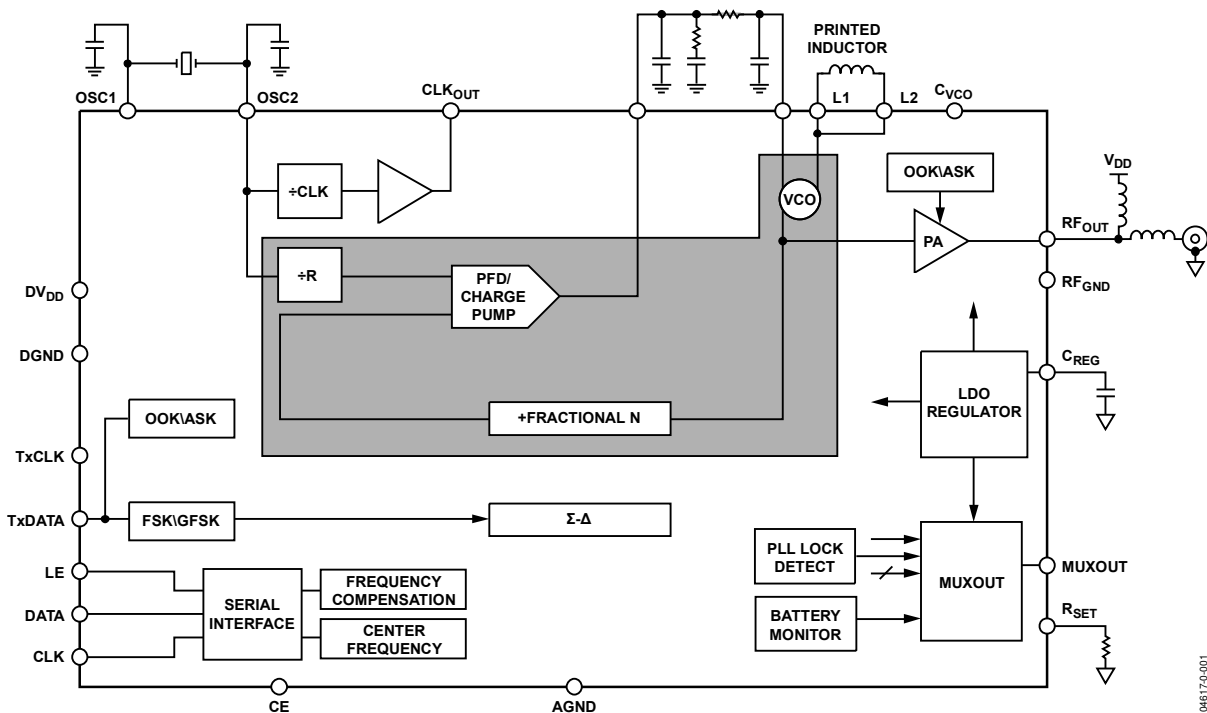 PRINTED
INDUCTOR
OSC1
OSC2
CLKOUT
L1
L2
CVCO
÷CLK
VCO
OOK\ASK
VDD
PA
RFOUT
÷R
PFD/
CHARGE
PUMP
RFGND
DVDD
DGND
CREG
LDO
REGULATOR
+FRACTIONAL N
OOK\ASK
TxCLK
TxDATA
FSK\GFSK
Σ-Δ
PLL LOCK
DETECT
MUXOUT
MUXOUT
LE
DATA
CLK
SERIAL
INTERFACE
FREQUENCY
COMPENSATION
CENTER
FREQUENCY
BATTERY
MONITOR
RSET
CE
AGND
04617-0-001